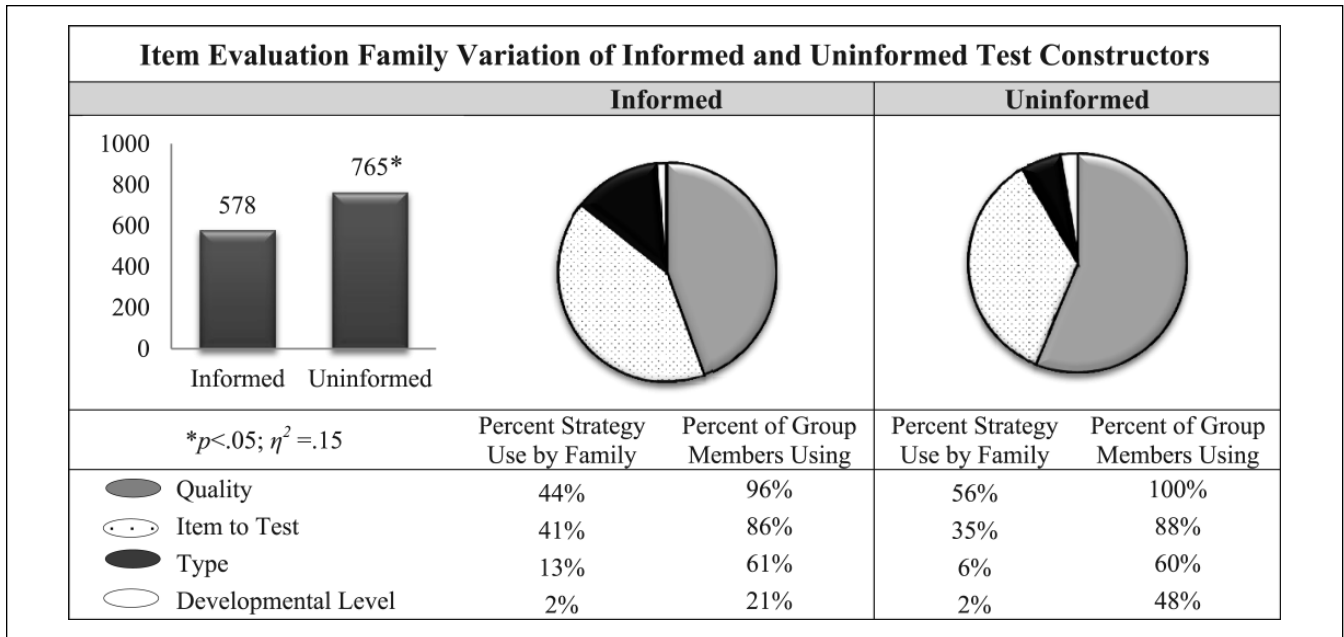 Item Evaluation Family Variation of Informed and Uninformed Test Constructors
Informed Uninformed
1000
800
600
400
200
0
578
765*
Informed Uninformed
*p<.05; η² =.15
Percent Strategy Use by Family
Percent of Group Members Using
Percent Strategy Use by Family
Percent of Group Members Using
Quality 44% 96% 56% 100%
Item to Test 41% 86% 35% 88%
Type 13% 61% 6% 60%
Developmental Level 2% 21% 2% 48%